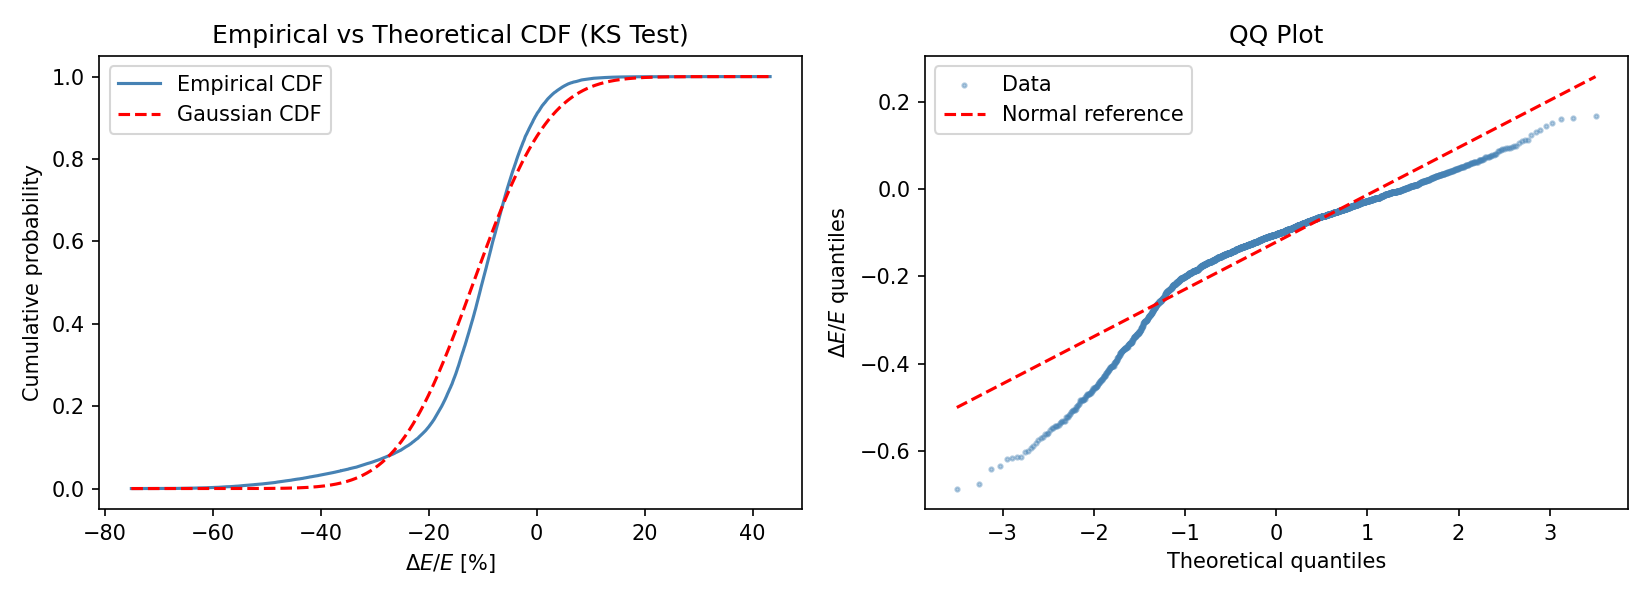 Empirical vs Theoretical CDF (KS Test)
Empirical CDF
Gaussian CDF
Cumulative probability
1.0
0.8
0.6
0.4
0.2
0.0
−80
−60
−40
−20
0
20
40
ΔE/E [%]
QQ Plot
Data
Normal reference
ΔE/E quantiles
0.2
0.0
−0.2
−0.4
−0.6
−3
−2
−1
0
1
2
3
Theoretical quantiles